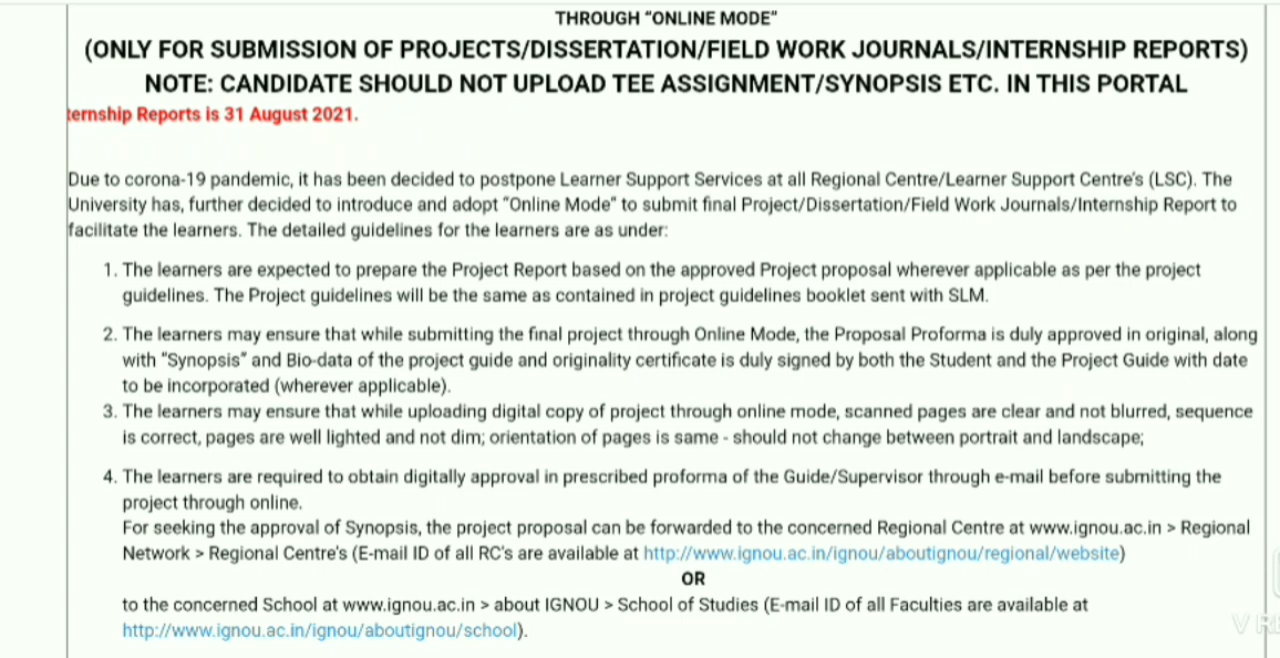 THROUGH "ONLINE MODE"
(ONLY FOR SUBMISSION OF PROJECTS/DISSERTATION/FIELD WORK JOURNALS/INTERNSHIP REPORTS)
NOTE: CANDIDATE SHOULD NOT UPLOAD TEE ASSIGNMENT/SYNOPSIS ETC. IN THIS PORTAL
ternship Reports is 31 August 2021.
Due to corona-19 pandemic, it has been decided to postpone Learner Support Services at all Regional Centre/Learner Support Centre's (LSC). The
University has, further decided to introduce and adopt "Online Mode" to submit final Project/Dissertation/Field Work Journals/Internship Report to
facilitate the learners. The detailed guidelines for the learners are as under:
1. The learners are expected to prepare the Project Report based on the approved Project proposal wherever applicable as per the project
guidelines. The Project guidelines will be the same as contained in project guidelines booklet sent with SLM.
2. The learners may ensure that while submitting the final project through Online Mode, the Proposal Proforma is duly approved in original, along
with "Synopsis" and Bio-data of the project guide and originality certificate is duly signed by both the Student and the Project Guide with date
to be incorporated (wherever applicable).
3. The learners may ensure that while uploading digital copy of project through online mode, scanned pages are clear and not blurred, sequence
is correct, pages are well lighted and not dim; orientation of pages is same - should not change between portrait and landscape;
4. The learners are required to obtain digitally approval in prescribed proforma of the Guide/Supervisor through e-mail before submitting the
project through online.
For seeking the approval of Synopsis, the project proposal can be forwarded to the concerned Regional Centre at www.ignou.ac.in > Regional
Network > Regional Centre's (E-mail ID of all RC's are available at http://www.ignou.ac.in/ignou/aboutignou/regional/website)
OR
to the concerned School at www.ignou.ac.in > about IGNOU > School of Studies (E-mail ID of all Faculties are available at
http://www.ignou.ac.in/ignou/aboutignou/school).